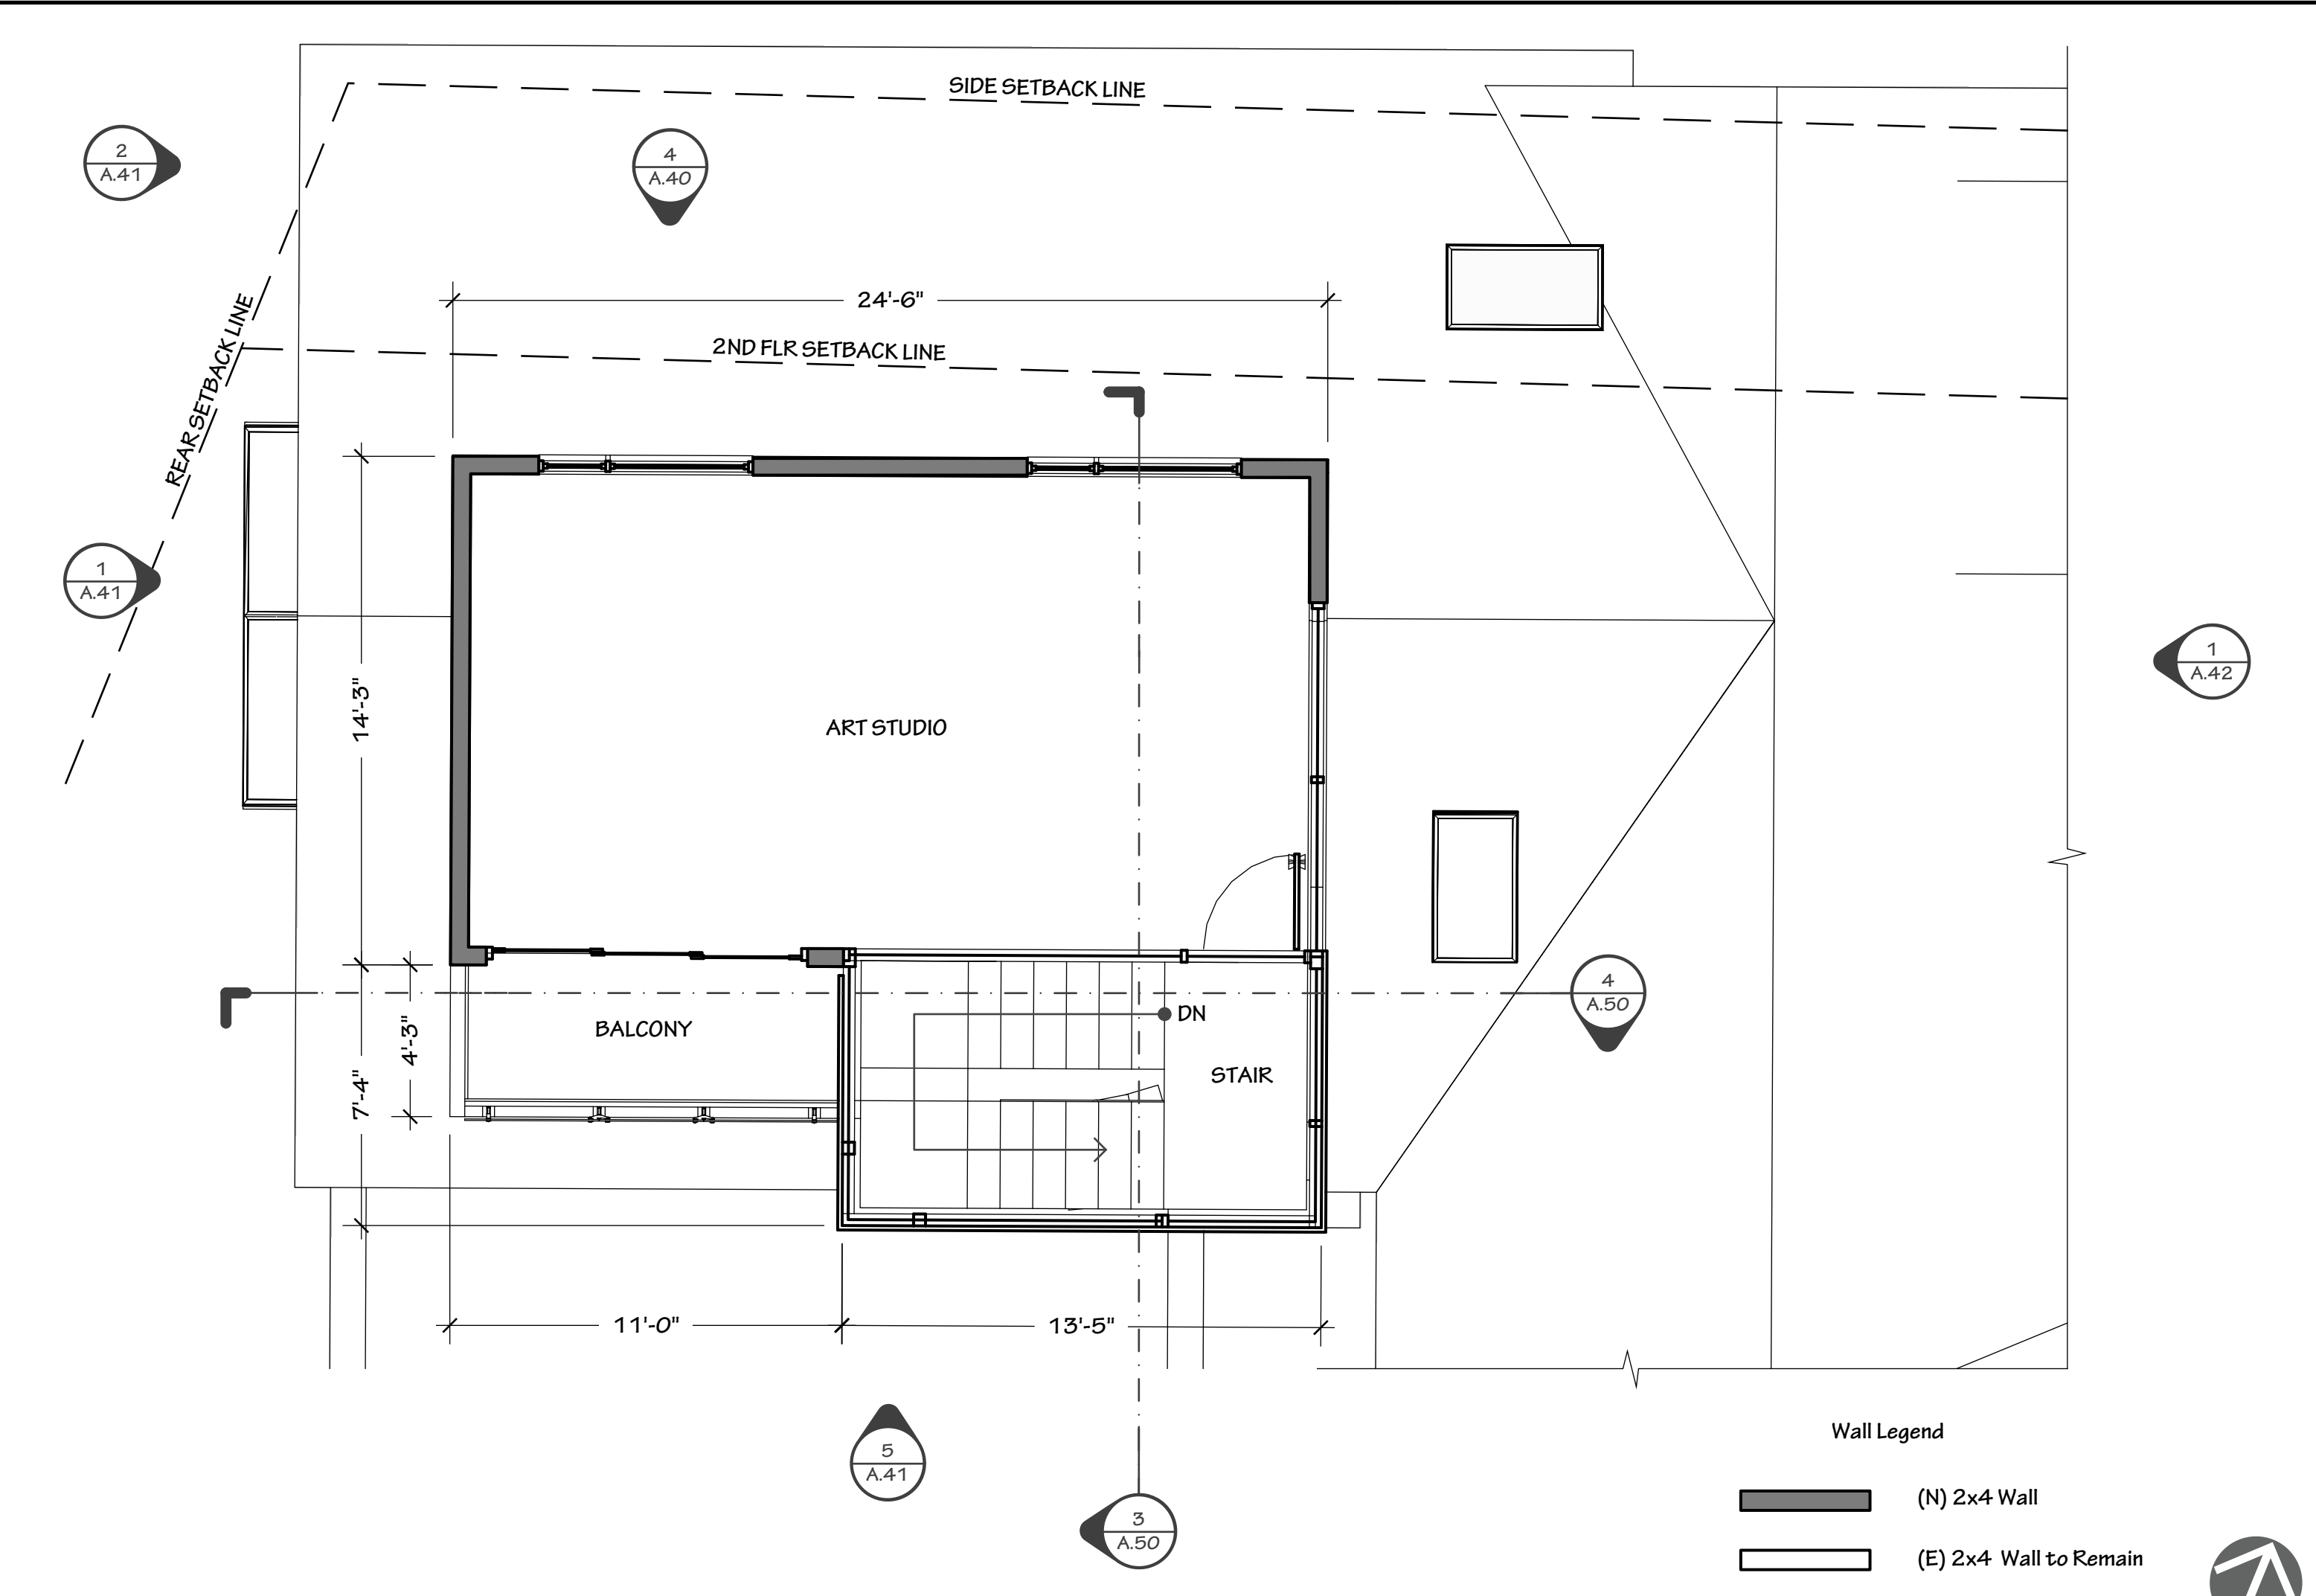 SIDE SETBACK LINE
2
A.41
4
A.40
24'-6"
2ND FLR SETBACK LINE
REAR SETBACK LINE
1
A.41
14'-3"
ART STUDIO
1
A.42
4
A.50
DN
BALCONY
4'-3"
STAIR
7'-4"
11'-0"
13'-5"
5
A.41
3
A.50
Wall Legend
(N) 2x4 Wall
(E) 2x4 Wall to Remain